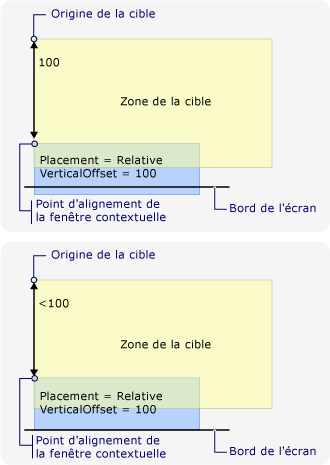 Origine de la cible
100
Zone de la cible
Placement = Relative
VerticalOffset = 100
Bord de l'écran
Point d'alignement de
la fenêtre contextuelle
Origine de la cible
<100
Zone de la cible
Placement = Relative
VerticalOffset = 100
Bord de l'écran
Point d'alignement de
la fenêtre contextuelle